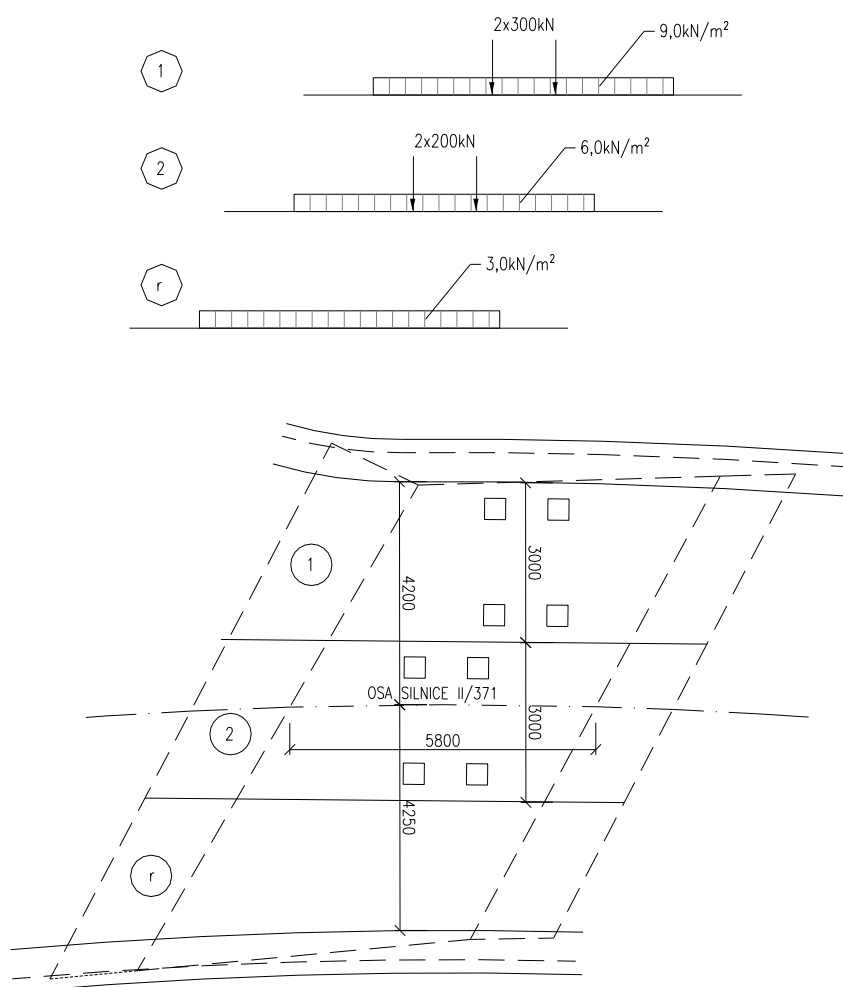 2x300kN
9,0kN/m²
1
2x200kN
6,0kN/m²
2
3,0kN/m²
r
1
3000
4200
OSA SILNICE II/371
2
3000
5800
4250
r